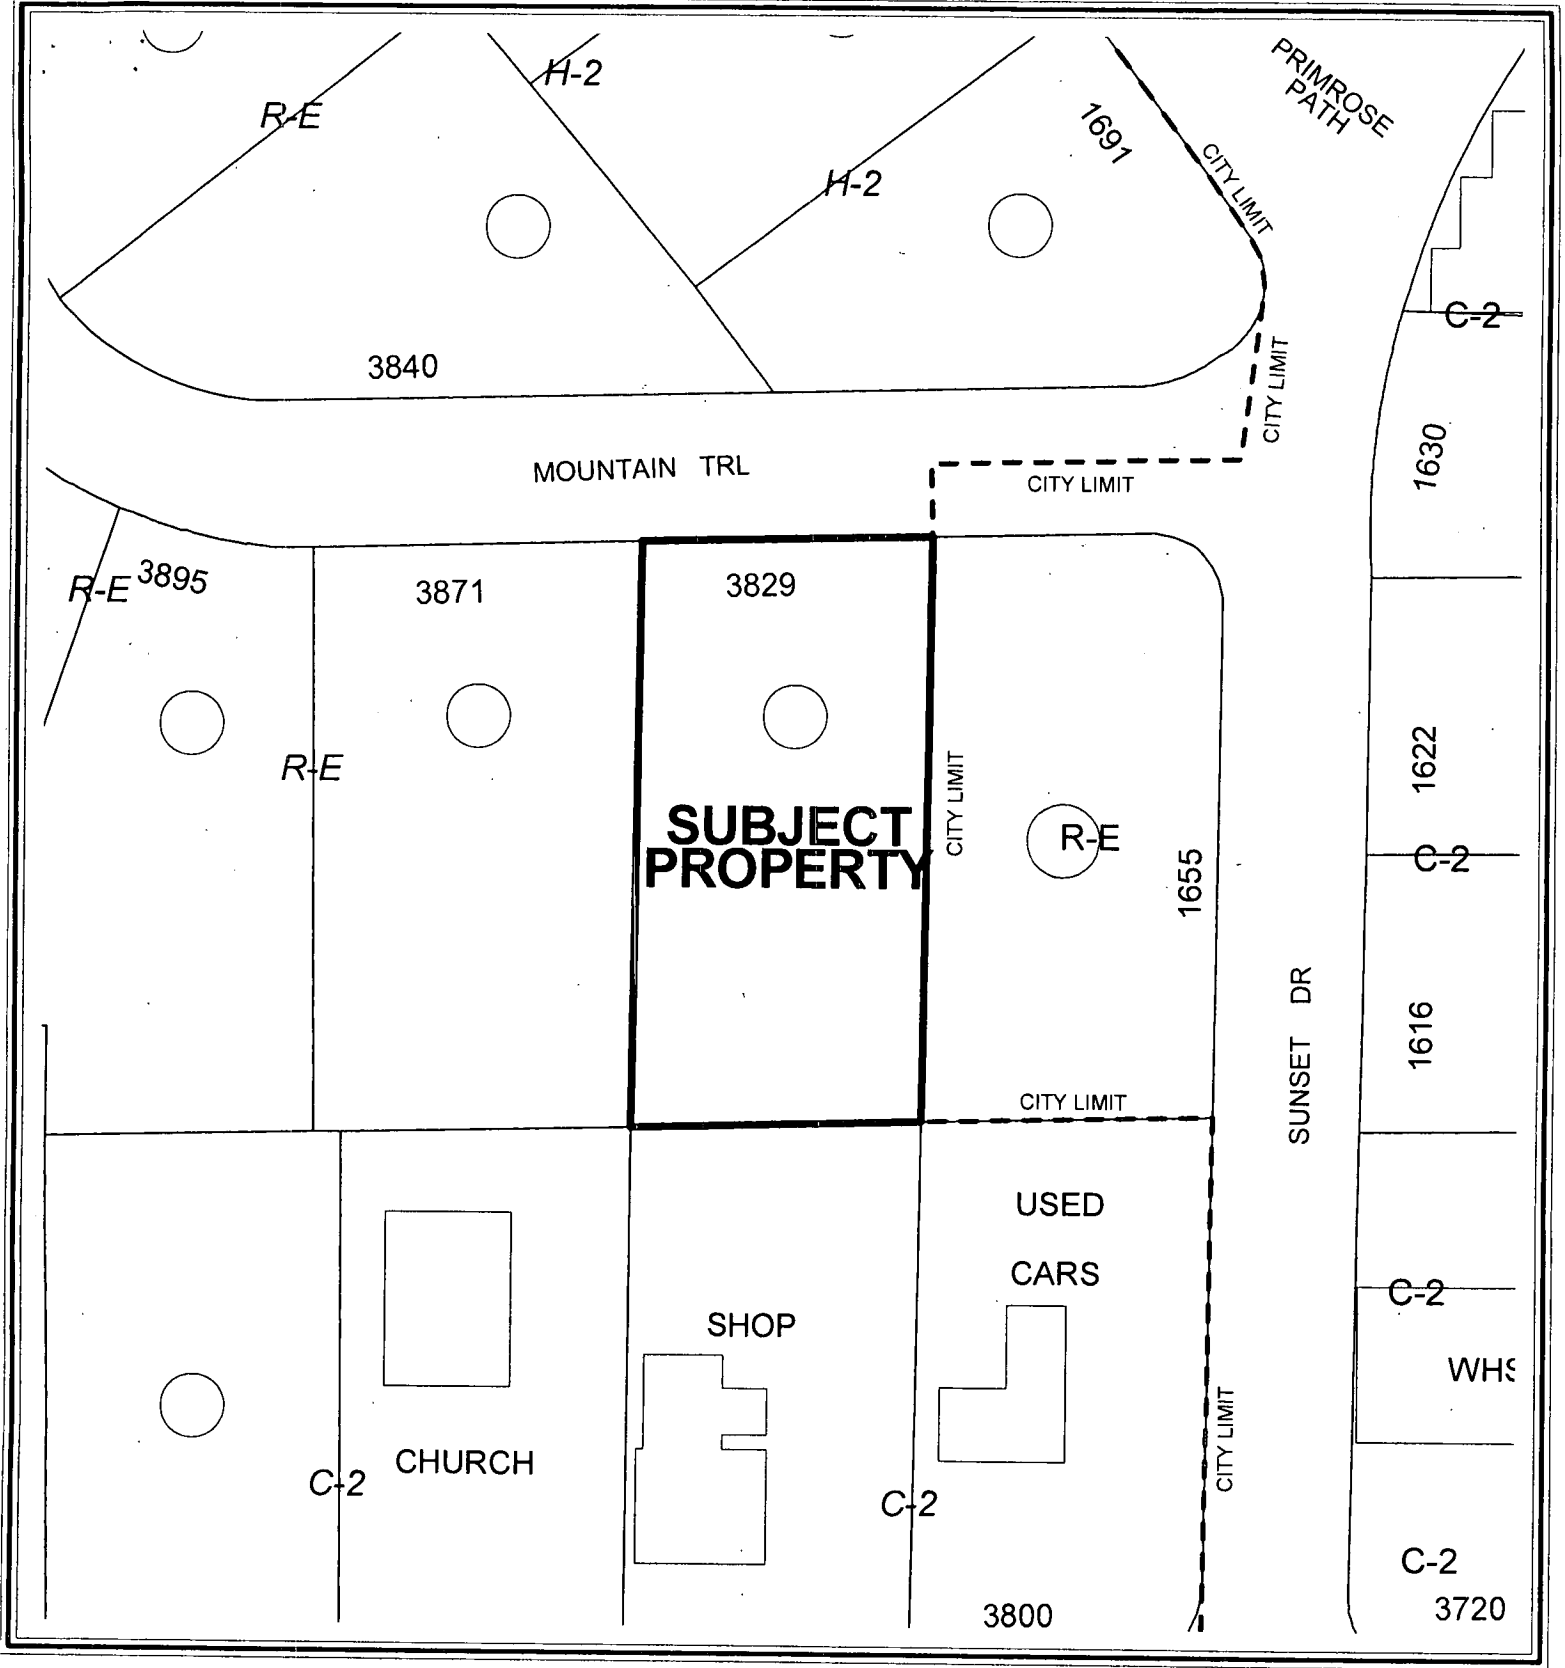 PRIMROSE
PATH
H-2
R-E
1691
H-2
CITY LIMIT
C-2
3840
CITY LIMIT
1630
MOUNTAIN TRL
CITY LIMIT
R-E
3895
3871
3829
1622
R-E
CITY LIMIT
SUBJECT
PROPERTY
R-E
1655
C-2
SUNSET DR
1616
CITY LIMIT
USED
CARS
C-2
SHOP
WHS
CITY LIMIT
CHURCH
C-2
C-2
C-2
3800
3720